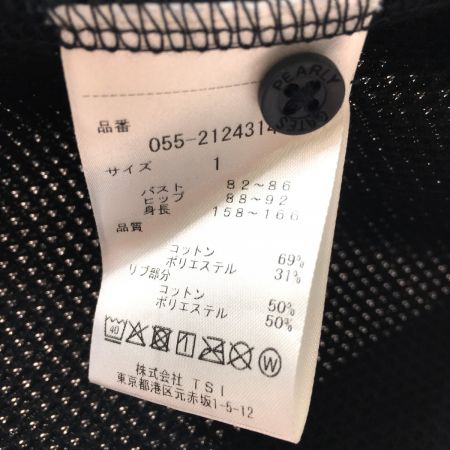 PEARLY
GATES
品番
055-2124314
サイズ 1
バスト 82~86
ヒップ 88~92
身長 158~166
品質
コットン 69%
ポリエステル 31%
リブ部分
コットン 50%
ポリエステル 50%
40 W
株式会社 TSI
東京都港区元赤坂1-5-12